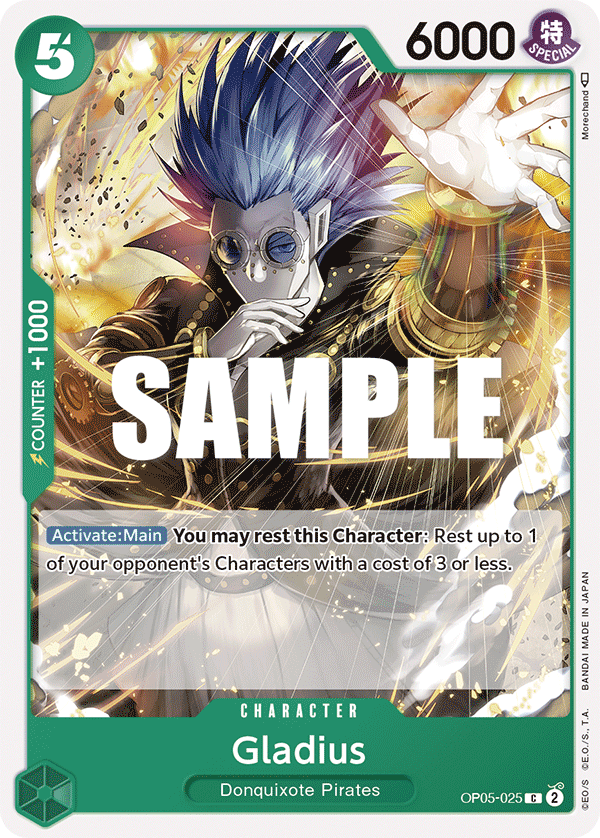 5
6000
特
SPECIAL
Morechand
COUNTER +1000
SAMPLE
Activate:Main You may rest this Character: Rest up to 1
of your opponent's Characters with a cost of 3 or less.
CHARACTER
Gladius
Donquixote Pirates
OP05-025 C 2
©EO/S ©E.O./S., T.A. BANDAI MADE IN JAPAN